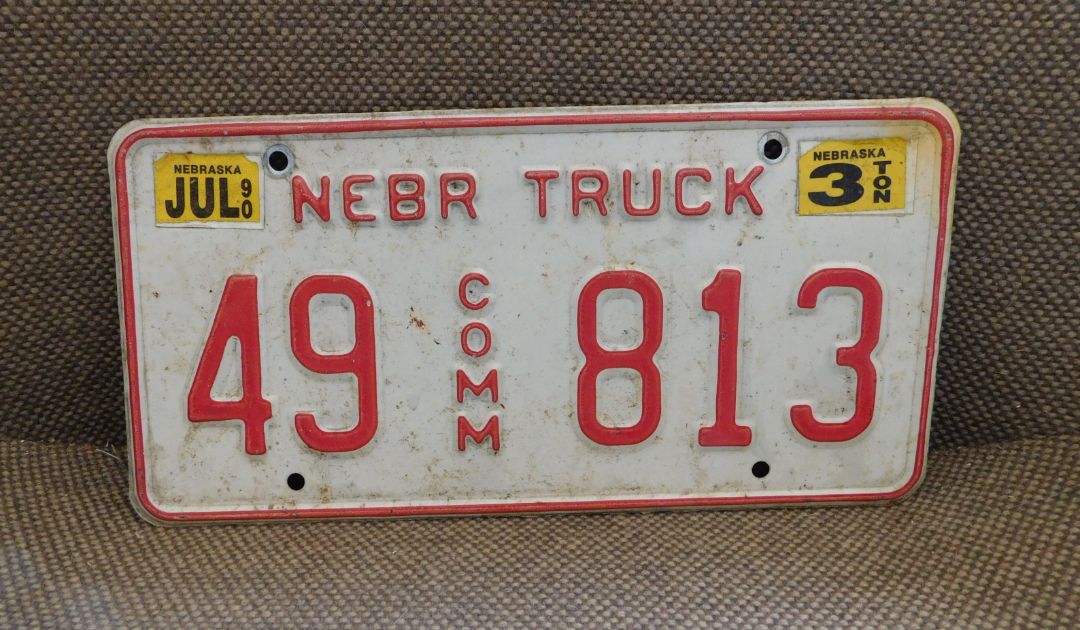 NEBRASKA
JUL 90
NEBR TRUCK
NEBRASKA
3 TON
49 COMM 813